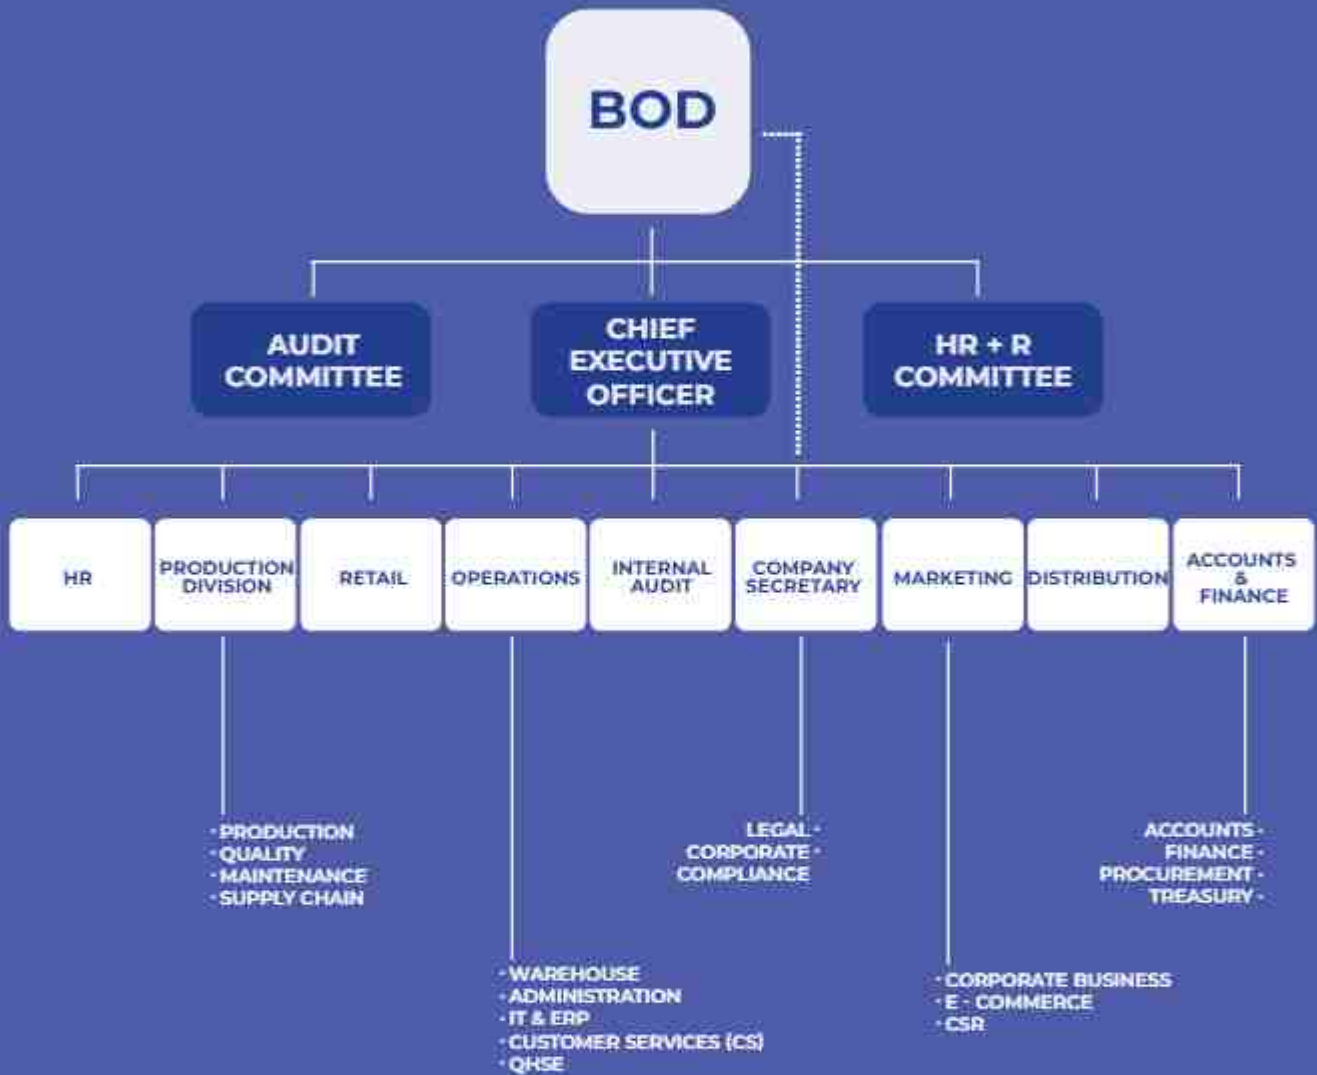 BOD
AUDIT
COMMITTEE
CHIEF
EXECUTIVE
OFFICER
HR + R
COMMITTEE
HR
PRODUCTION
DIVISION
RETAIL
OPERATIONS
INTERNAL
AUDIT
COMPANY
SECRETARY
MARKETING
DISTRIBUTION
ACCOUNTS
&
FINANCE
· PRODUCTION
· QUALITY
· MAINTENANCE
· SUPPLY CHAIN
LEGAL ·
CORPORATE ·
COMPLIANCE
ACCOUNTS ·
FINANCE ·
PROCUREMENT ·
TREASURY ·
· WAREHOUSE
· ADMINISTRATION
· IT & ERP
· CUSTOMER SERVICES (CS)
· QHSE
· CORPORATE BUSINESS
· E - COMMERCE
· CSR